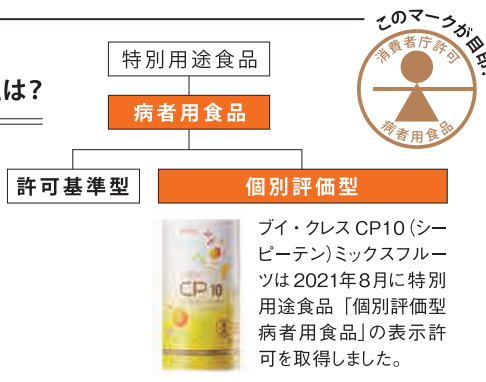 このマークが目印!
は?
特別用途食品
病者用食品
許可基準型
個別評価型
消費者庁許可
病者用食品
CP10
ブイ・クレスCP10(シー
ピーテン)ミックスフルー
ツは2021年8月に特別
用途食品「個別評価型
病者用食品」の表示許
可を取得しました。